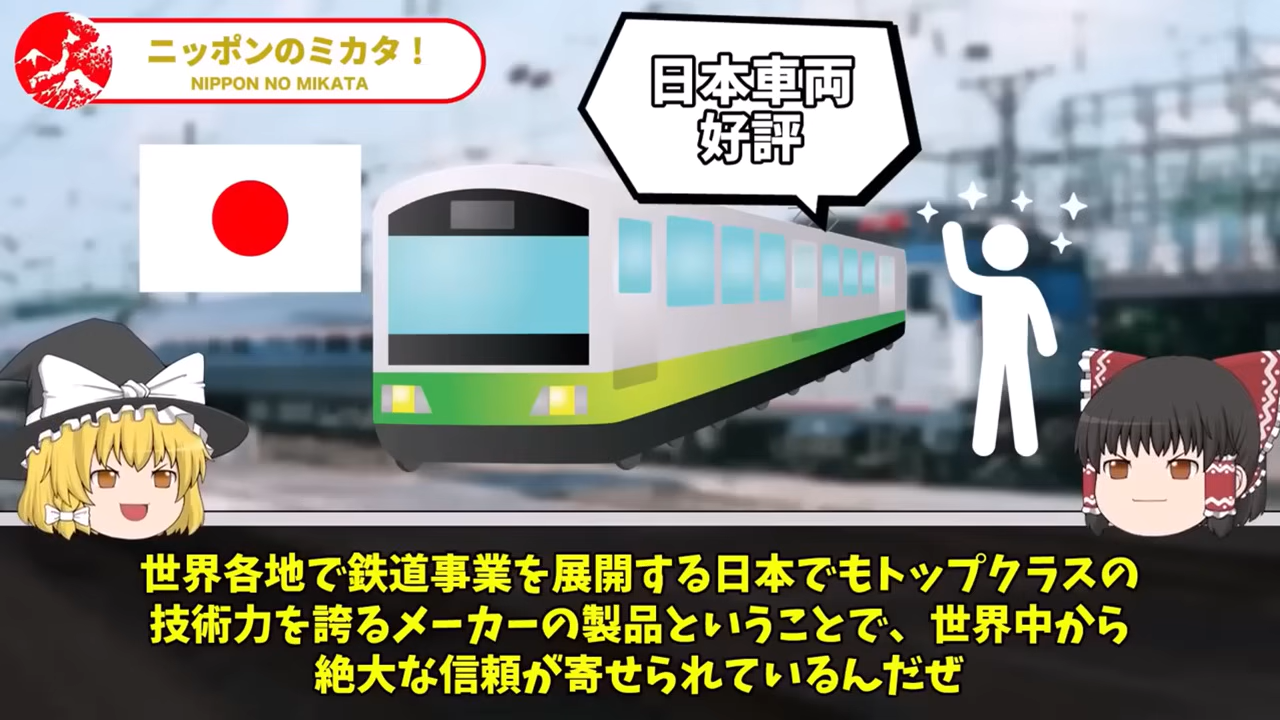 ニッポンのミカタ！
NIPPON NO MIKATA
日本車両
好評
世界各地で鉄道事業を展開する日本でもトップクラスの
技術力を誇るメーカーの製品ということで、世界中から
絶大な信頼が寄せられているんだぜ